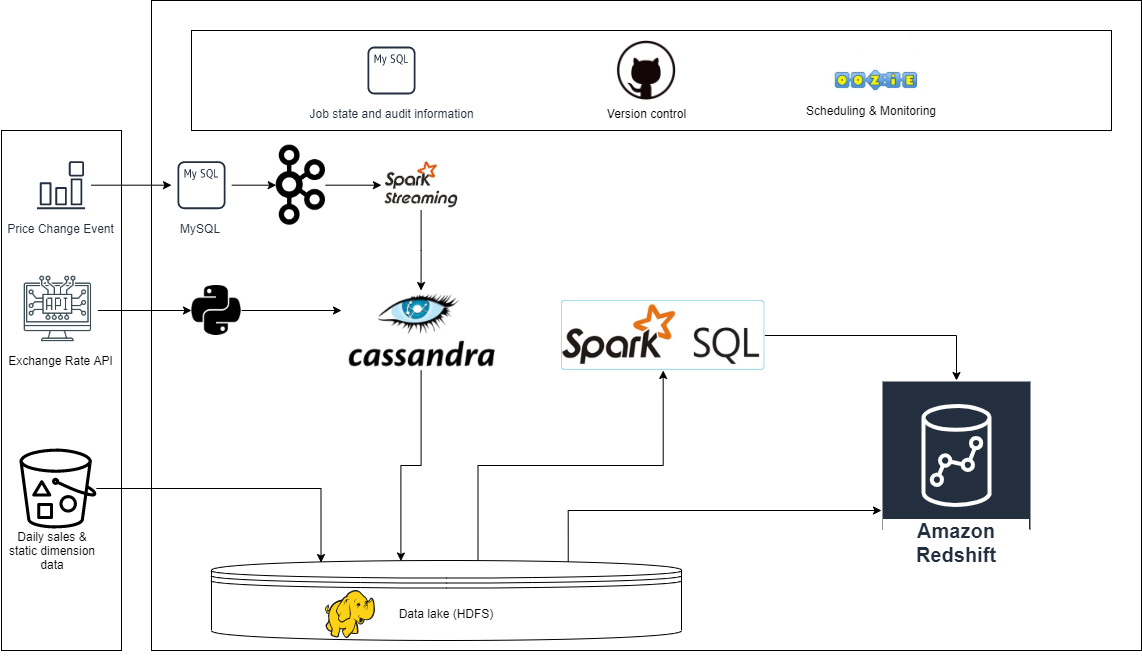 My SQL
Job state and audit information
Version control
OOZIE
Scheduling & Monitoring
Price Change Event
My SQL
MySQL
Spark
Streaming
API
Exchange Rate API
cassandra
Spark SQL
Daily sales &
static dimension
data
Amazon
Redshift
Data lake (HDFS)